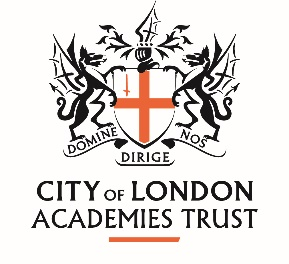 DOMINE DIRIGE NOS
CITY OF LONDON
ACADEMIES TRUST